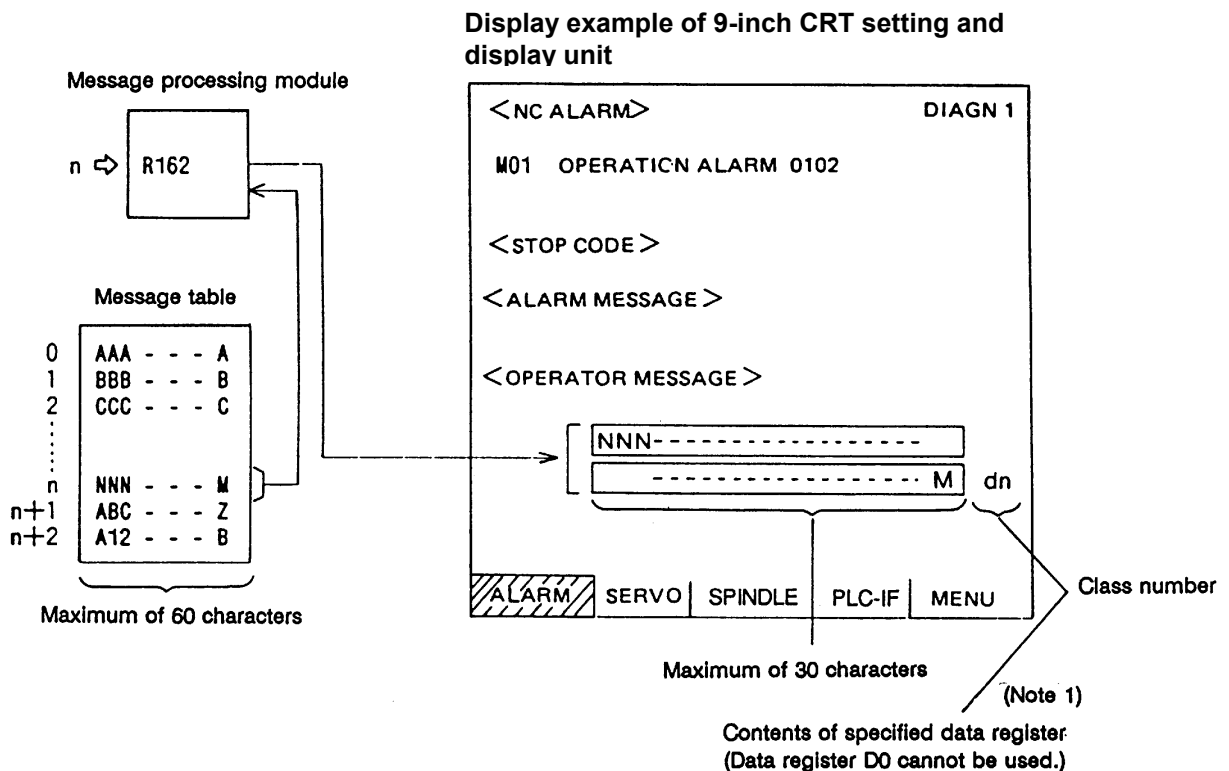 Display example of 9-inch CRT setting and
display unit
Message processing module
n ⇨ R162
Message table
0 AAA - - - A
1 BBB - - - B
2 CCC - - - C
n NNN - - - M
n+1 ABC - - - Z
n+2 A12 - - - B
Maximum of 60 characters
<NC ALARM> DIAGN 1
M01 OPERATION ALARM 0102
<STOP CODE>
<ALARM MESSAGE>
<OPERATOR MESSAGE>
NNN- - - - - - - - - - - - - - - - - -
- - - - - - - - - - - - - - - - - - M dn
ALARM SERVO SPINDLE PLC-IF MENU
Class number
Maximum of 30 characters
(Note 1)
Contents of specified data register
(Data register D0 cannot be used.)